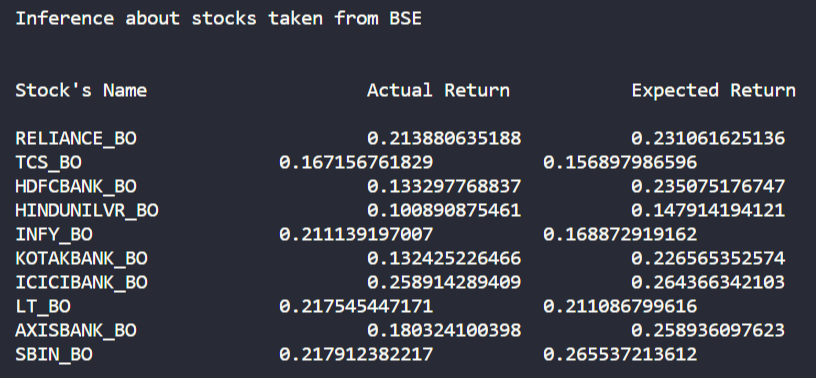 Inference about stocks taken from BSE
Stock's Name Actual Return Expected Return
RELIANCE_BO 0.213880635188 0.231061625136
TCS_BO 0.167156761829 0.156897986596
HDFCBANK_BO 0.133297768837 0.235075176747
HINDUNILVR_BO 0.100890875461 0.147914194121
INFY_BO 0.211139197007 0.168872919162
KOTAKBANK_BO 0.132425226466 0.226565352574
ICICIBANK_BO 0.258914289409 0.264366342103
LT_BO 0.217545447171 0.211086799616
AXISBANK_BO 0.180324100398 0.258936097623
SBIN_BO 0.217912382217 0.265537213612